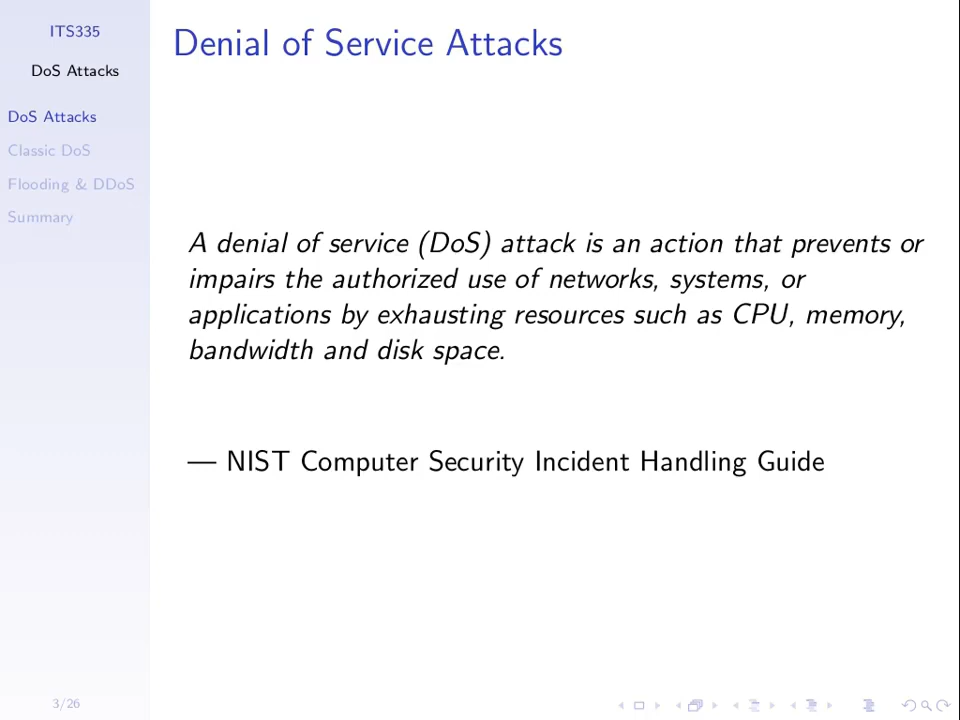 ITS335
DoS Attacks
DoS Attacks
Classic DoS
Flooding & DDoS
Summary
Denial of Service Attacks
A denial of service (DoS) attack is an action that prevents or
impairs the authorized use of networks, systems, or
applications by exhausting resources such as CPU, memory,
bandwidth and disk space.
— NIST Computer Security Incident Handling Guide
3/26